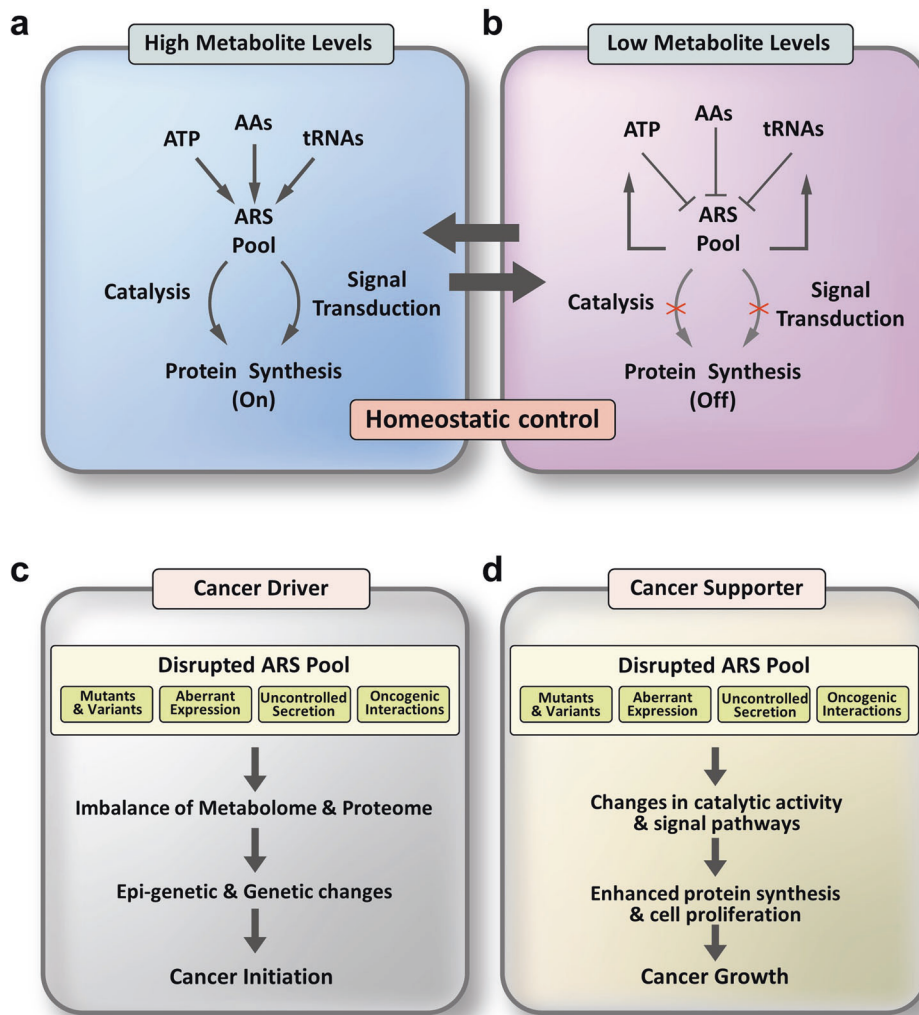 a
High Metabolite Levels
ATP
AAs
tRNAs
ARS
Pool
Catalysis
Signal
Transduction
Protein Synthesis
(On)
b
Low Metabolite Levels
ATP
AAs
tRNAs
ARS
Pool
Catalysis
Signal
Transduction
Protein Synthesis
(Off)
Homeostatic control
c
Cancer Driver
Disrupted ARS Pool
Mutants
& Variants
Aberrant
Expression
Uncontrolled
Secretion
Oncogenic
Interactions
Imbalance of Metabolome & Proteome
Epi-genetic & Genetic changes
Cancer Initiation
d
Cancer Supporter
Disrupted ARS Pool
Mutants
& Variants
Aberrant
Expression
Uncontrolled
Secretion
Oncogenic
Interactions
Changes in catalytic activity
& signal pathways
Enhanced protein synthesis
& cell proliferation
Cancer Growth